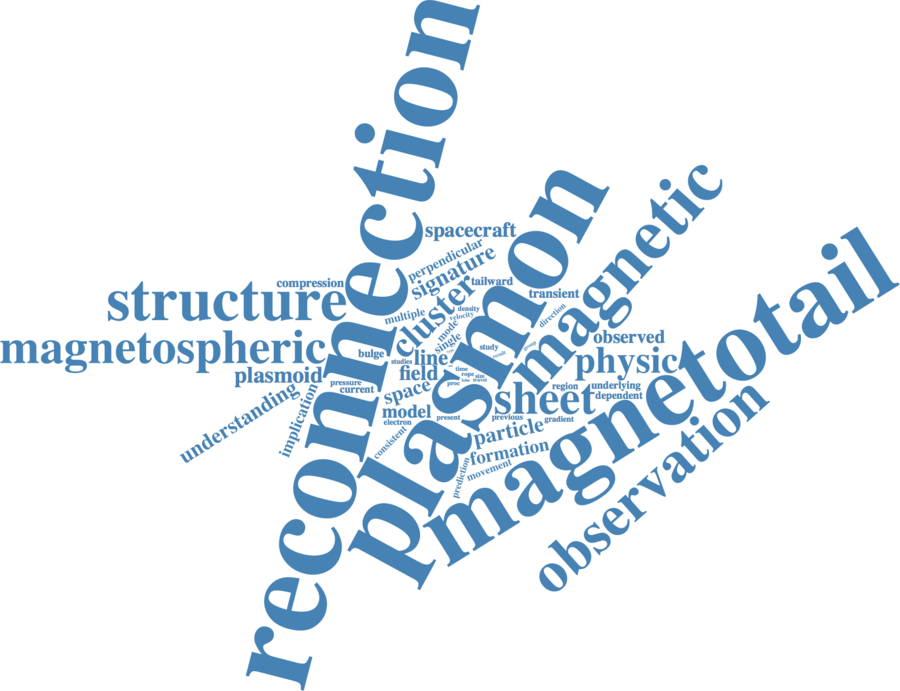 reconnection
plasmon
magnetotail
magnetic
observation
structure
magnetospheric
sheet
physic
cluster
spacecraft
perpendicular
signature
compression
tailward
transient
multiple
density
velocity
direction
mode
single
observed
bulge
studies
line
study
group
result
plasmoid
field
time
rope
size
tube
travel
proc
pressure
current
space
region
underlying
dependent
understanding
implication
model
electron
present
previous
gradient
consistent
particle
formation
prediction
movement